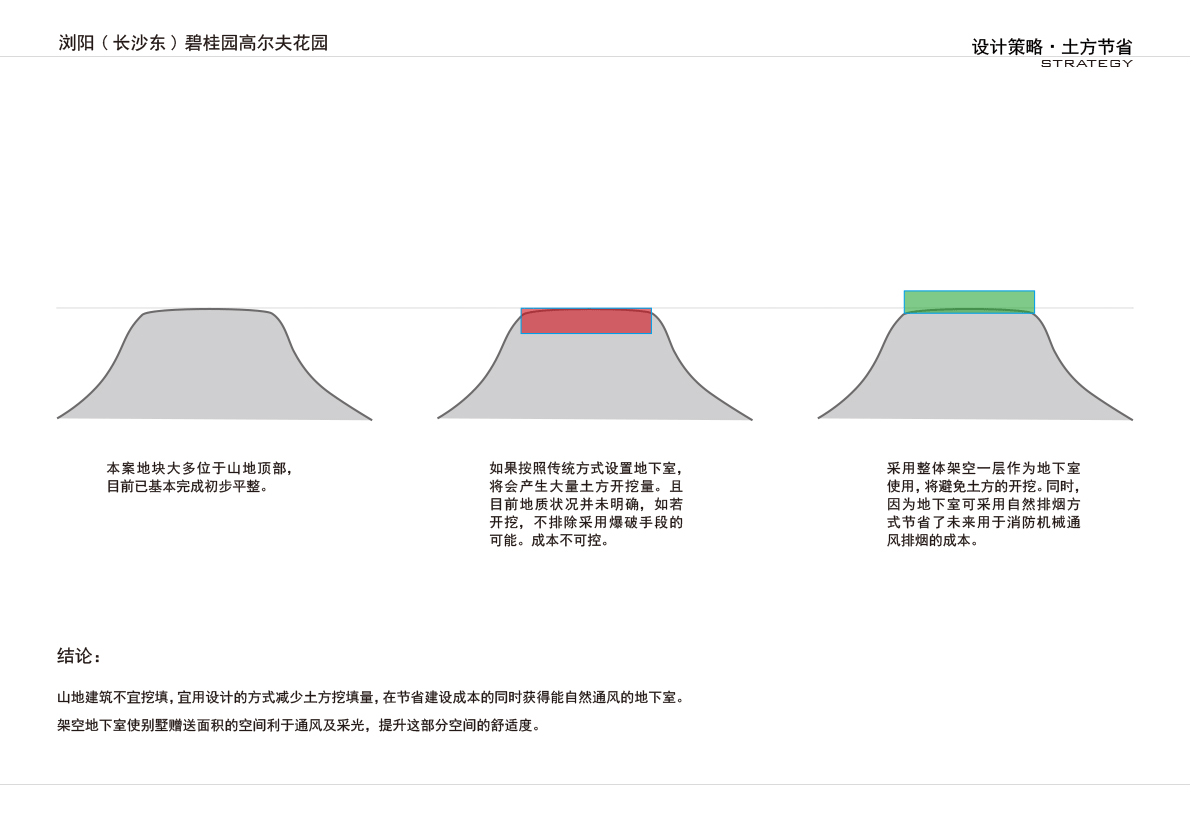 浏阳（长沙东）碧桂园高尔夫花园
设计策略·土方节省
STRATEGY
本案地块大多位于山地顶部，
目前已基本完成初步平整。
如果按照传统方式设置地下室，
将会产生大量土方开挖量。且
目前地质状况并未明确，如若
开挖，不排除采用爆破手段的
可能。成本不可控。
采用整体架空一层作为地下室
使用，将避免土方的开挖。同时，
因为地下室可采用自然排烟方
式节省了未来用于消防机械通
风排烟的成本。
结论：
山地建筑不宜挖填，宜用设计的方式减少土方挖填量，在节省建设成本的同时获得能自然通风的地下室。
架空地下室使别墅赠送面积的空间利于通风及采光，提升这部分空间的舒适度。